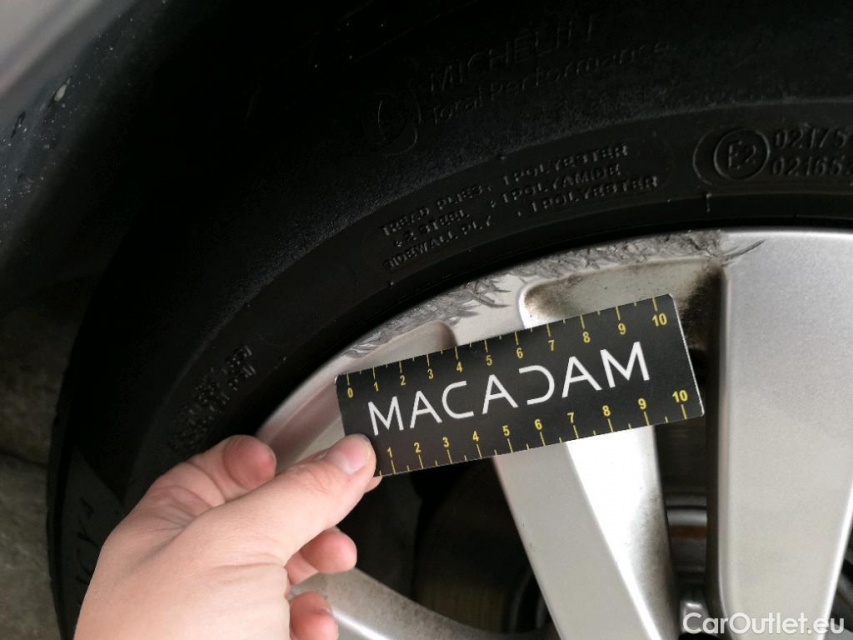 MICHELIN
Total Performance
TREAD PLIES: 1 POLYESTER
+ 2 STEEL + 1 POLYAMIDE
SIDEWALL PLY: 1 POLYESTER
E2
02175
02165
0 1 2 3 4 5 6 7 8 9 10
MACADAM
1 2 3 4 5 6 7 8 9 10
CarOutlet.eu